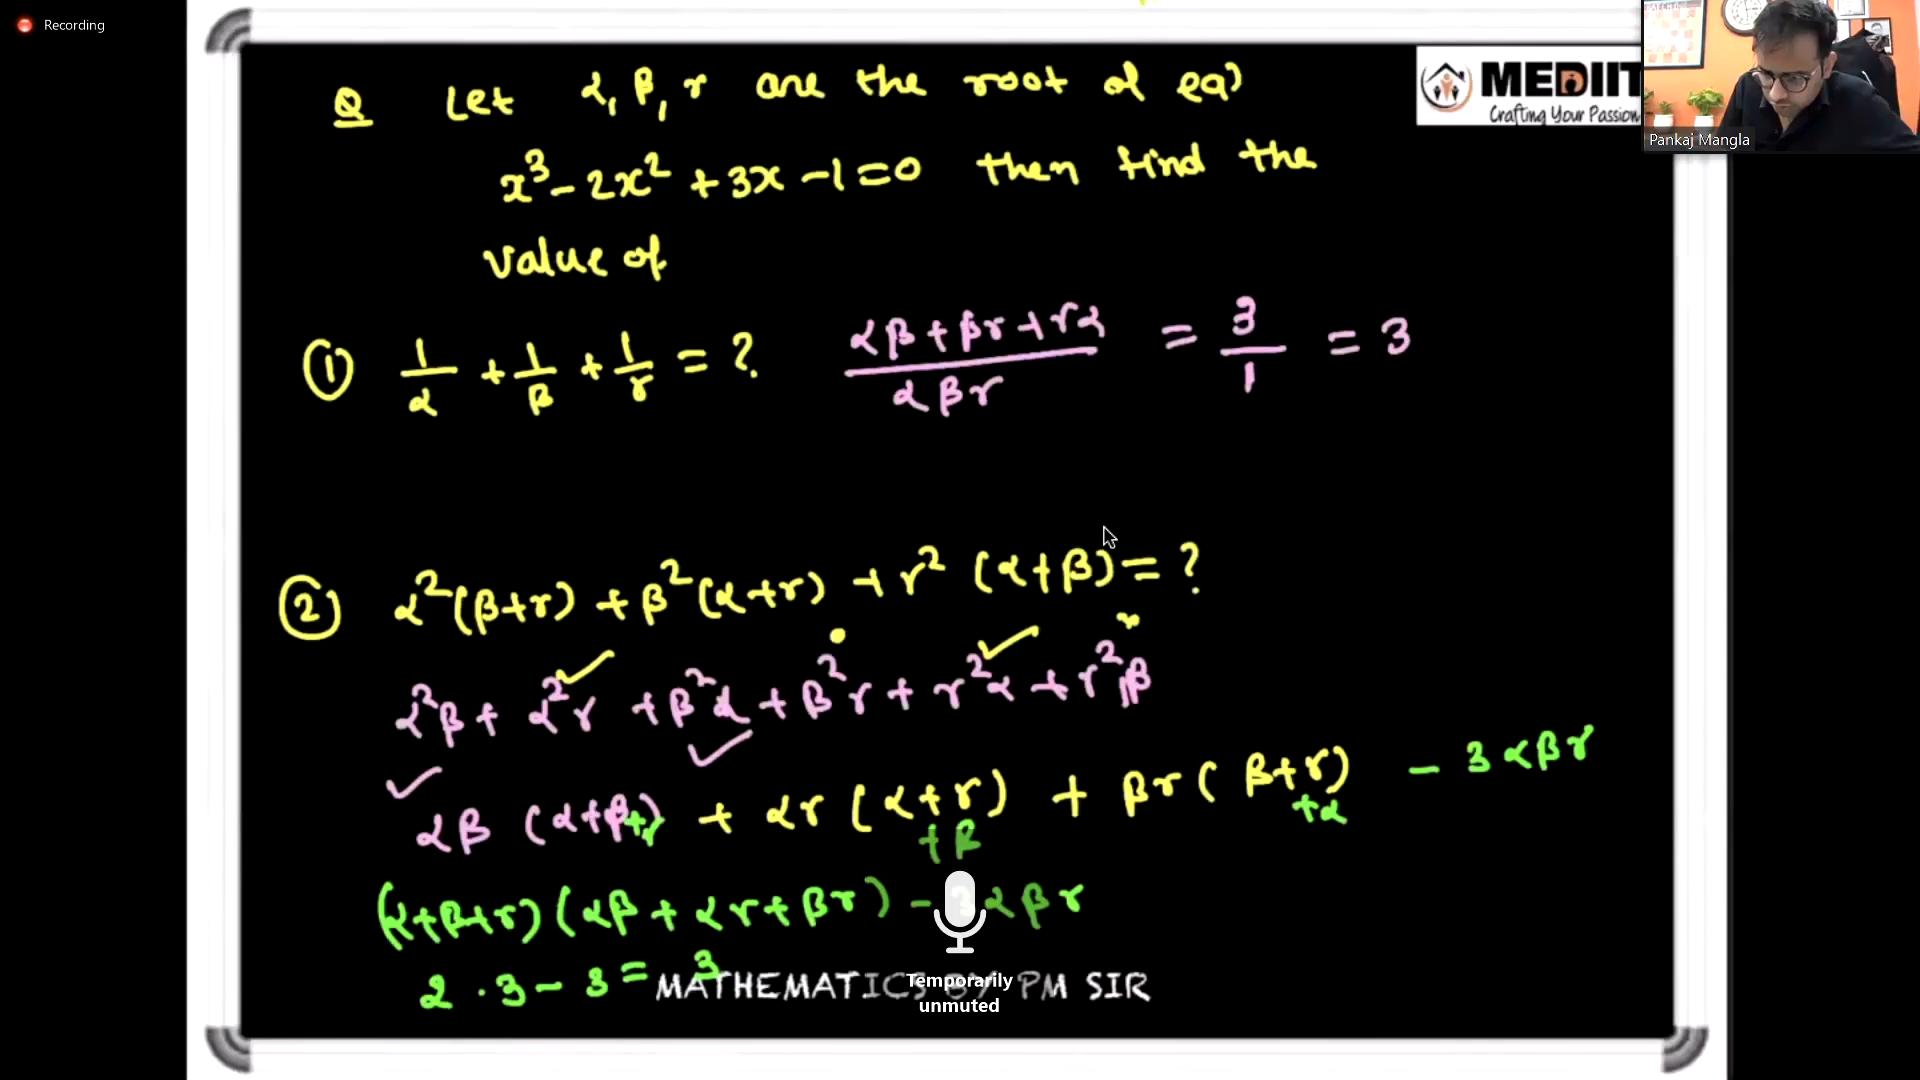 Recording
MEDIIT
Crafting Your Passion
Pankaj Mangla
Q Let α, β, γ are the root of eqn
x³ - 2x² + 3x - 1 = 0 then find the
value of
① 1/α + 1/β + 1/γ = ? (αβ + βγ + γα)/(αβγ) = 3/1 = 3
② α²(β+γ) + β²(α+γ) + γ²(α+β) = ?
α²β + α²γ + β²α + β²γ + γ²α + γ²β
αβ (α+β+γ) + αγ (α+γ+β) + βγ (β+γ+α) - 3αβγ
(α+β+γ)(αβ + αγ + βγ) - 3αβγ
2 · 3 - 3 = 3
MATHEMATICS BY PM SIR
Temporarily
unmuted